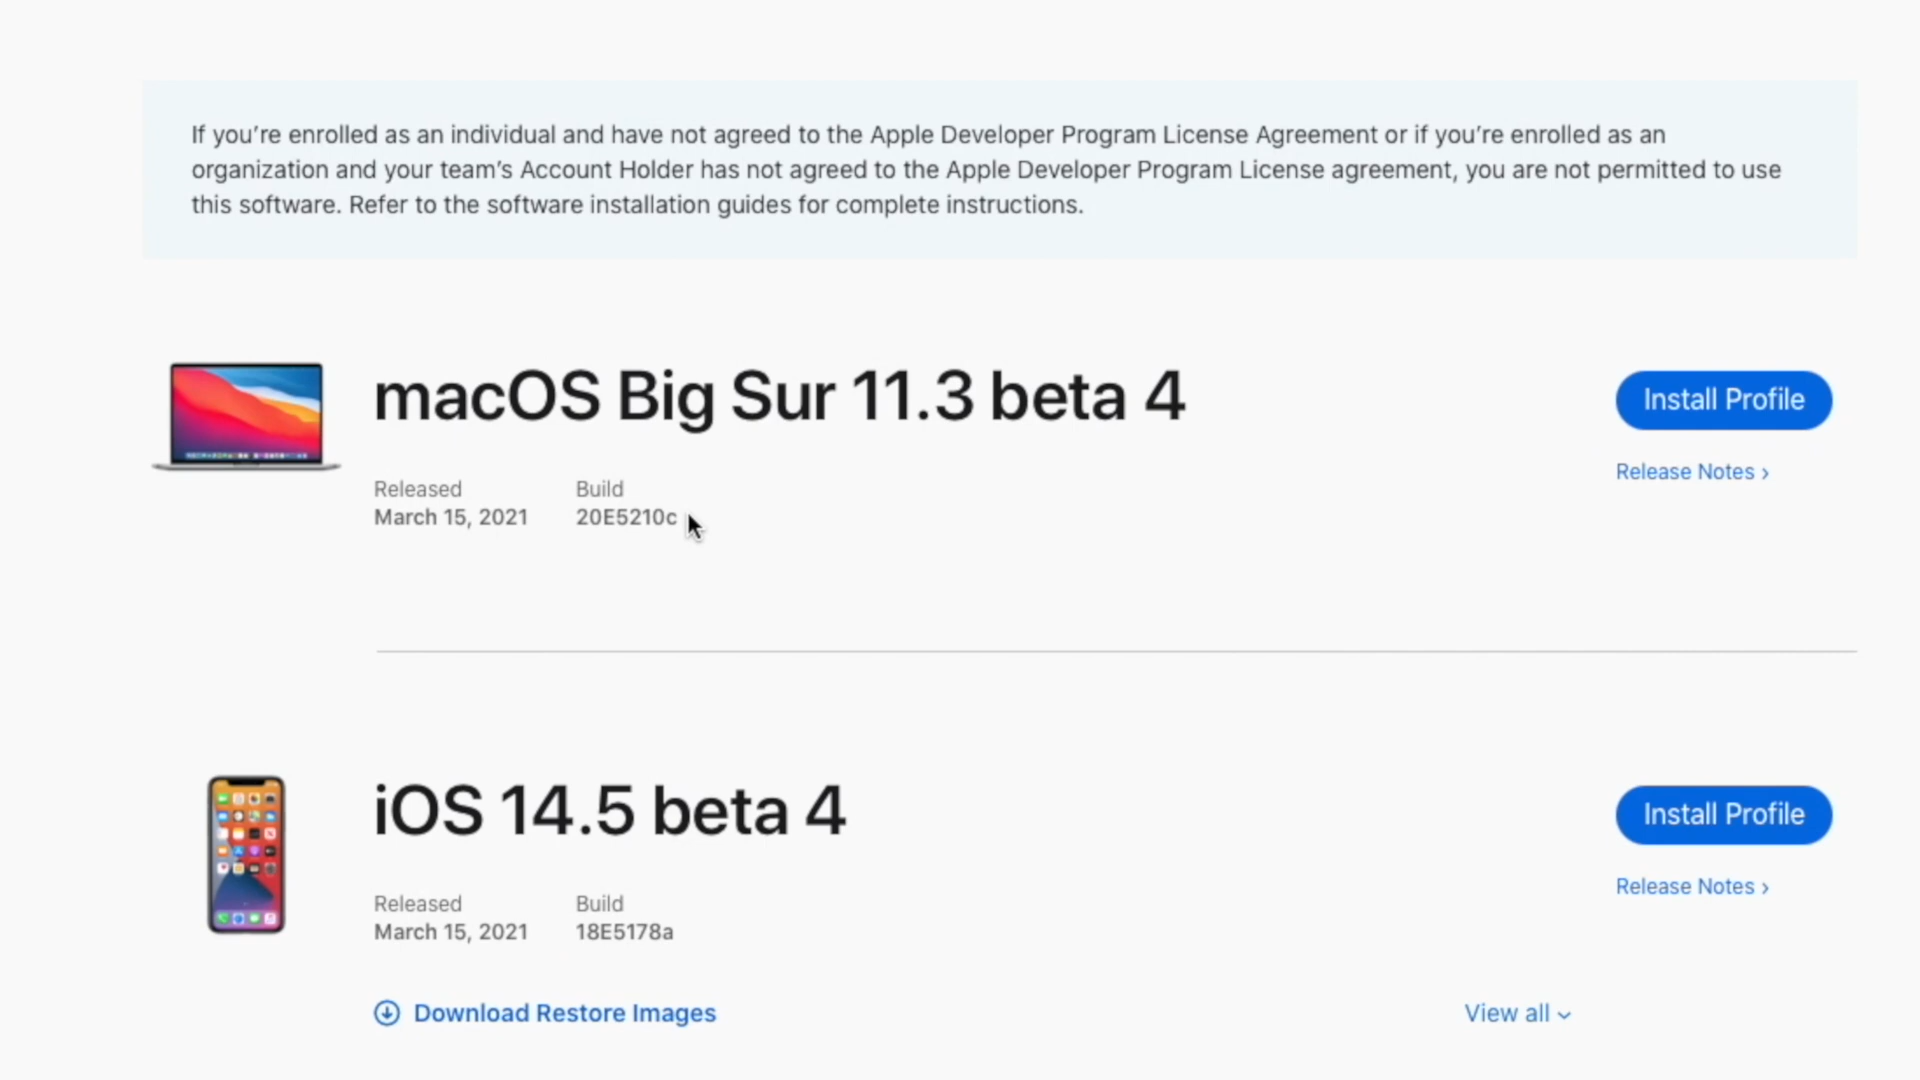 If you’re enrolled as an individual and have not agreed to the Apple Developer Program License Agreement or if you’re enrolled as an
organization and your team’s Account Holder has not agreed to the Apple Developer Program License agreement, you are not permitted to use
this software. Refer to the software installation guides for complete instructions.
macOS Big Sur 11.3 beta 4
Install Profile
Release Notes ›
Released
Build
March 15, 2021
20E5210c
iOS 14.5 beta 4
Install Profile
Release Notes ›
Released
Build
March 15, 2021
18E5178a
Download Restore Images
View all